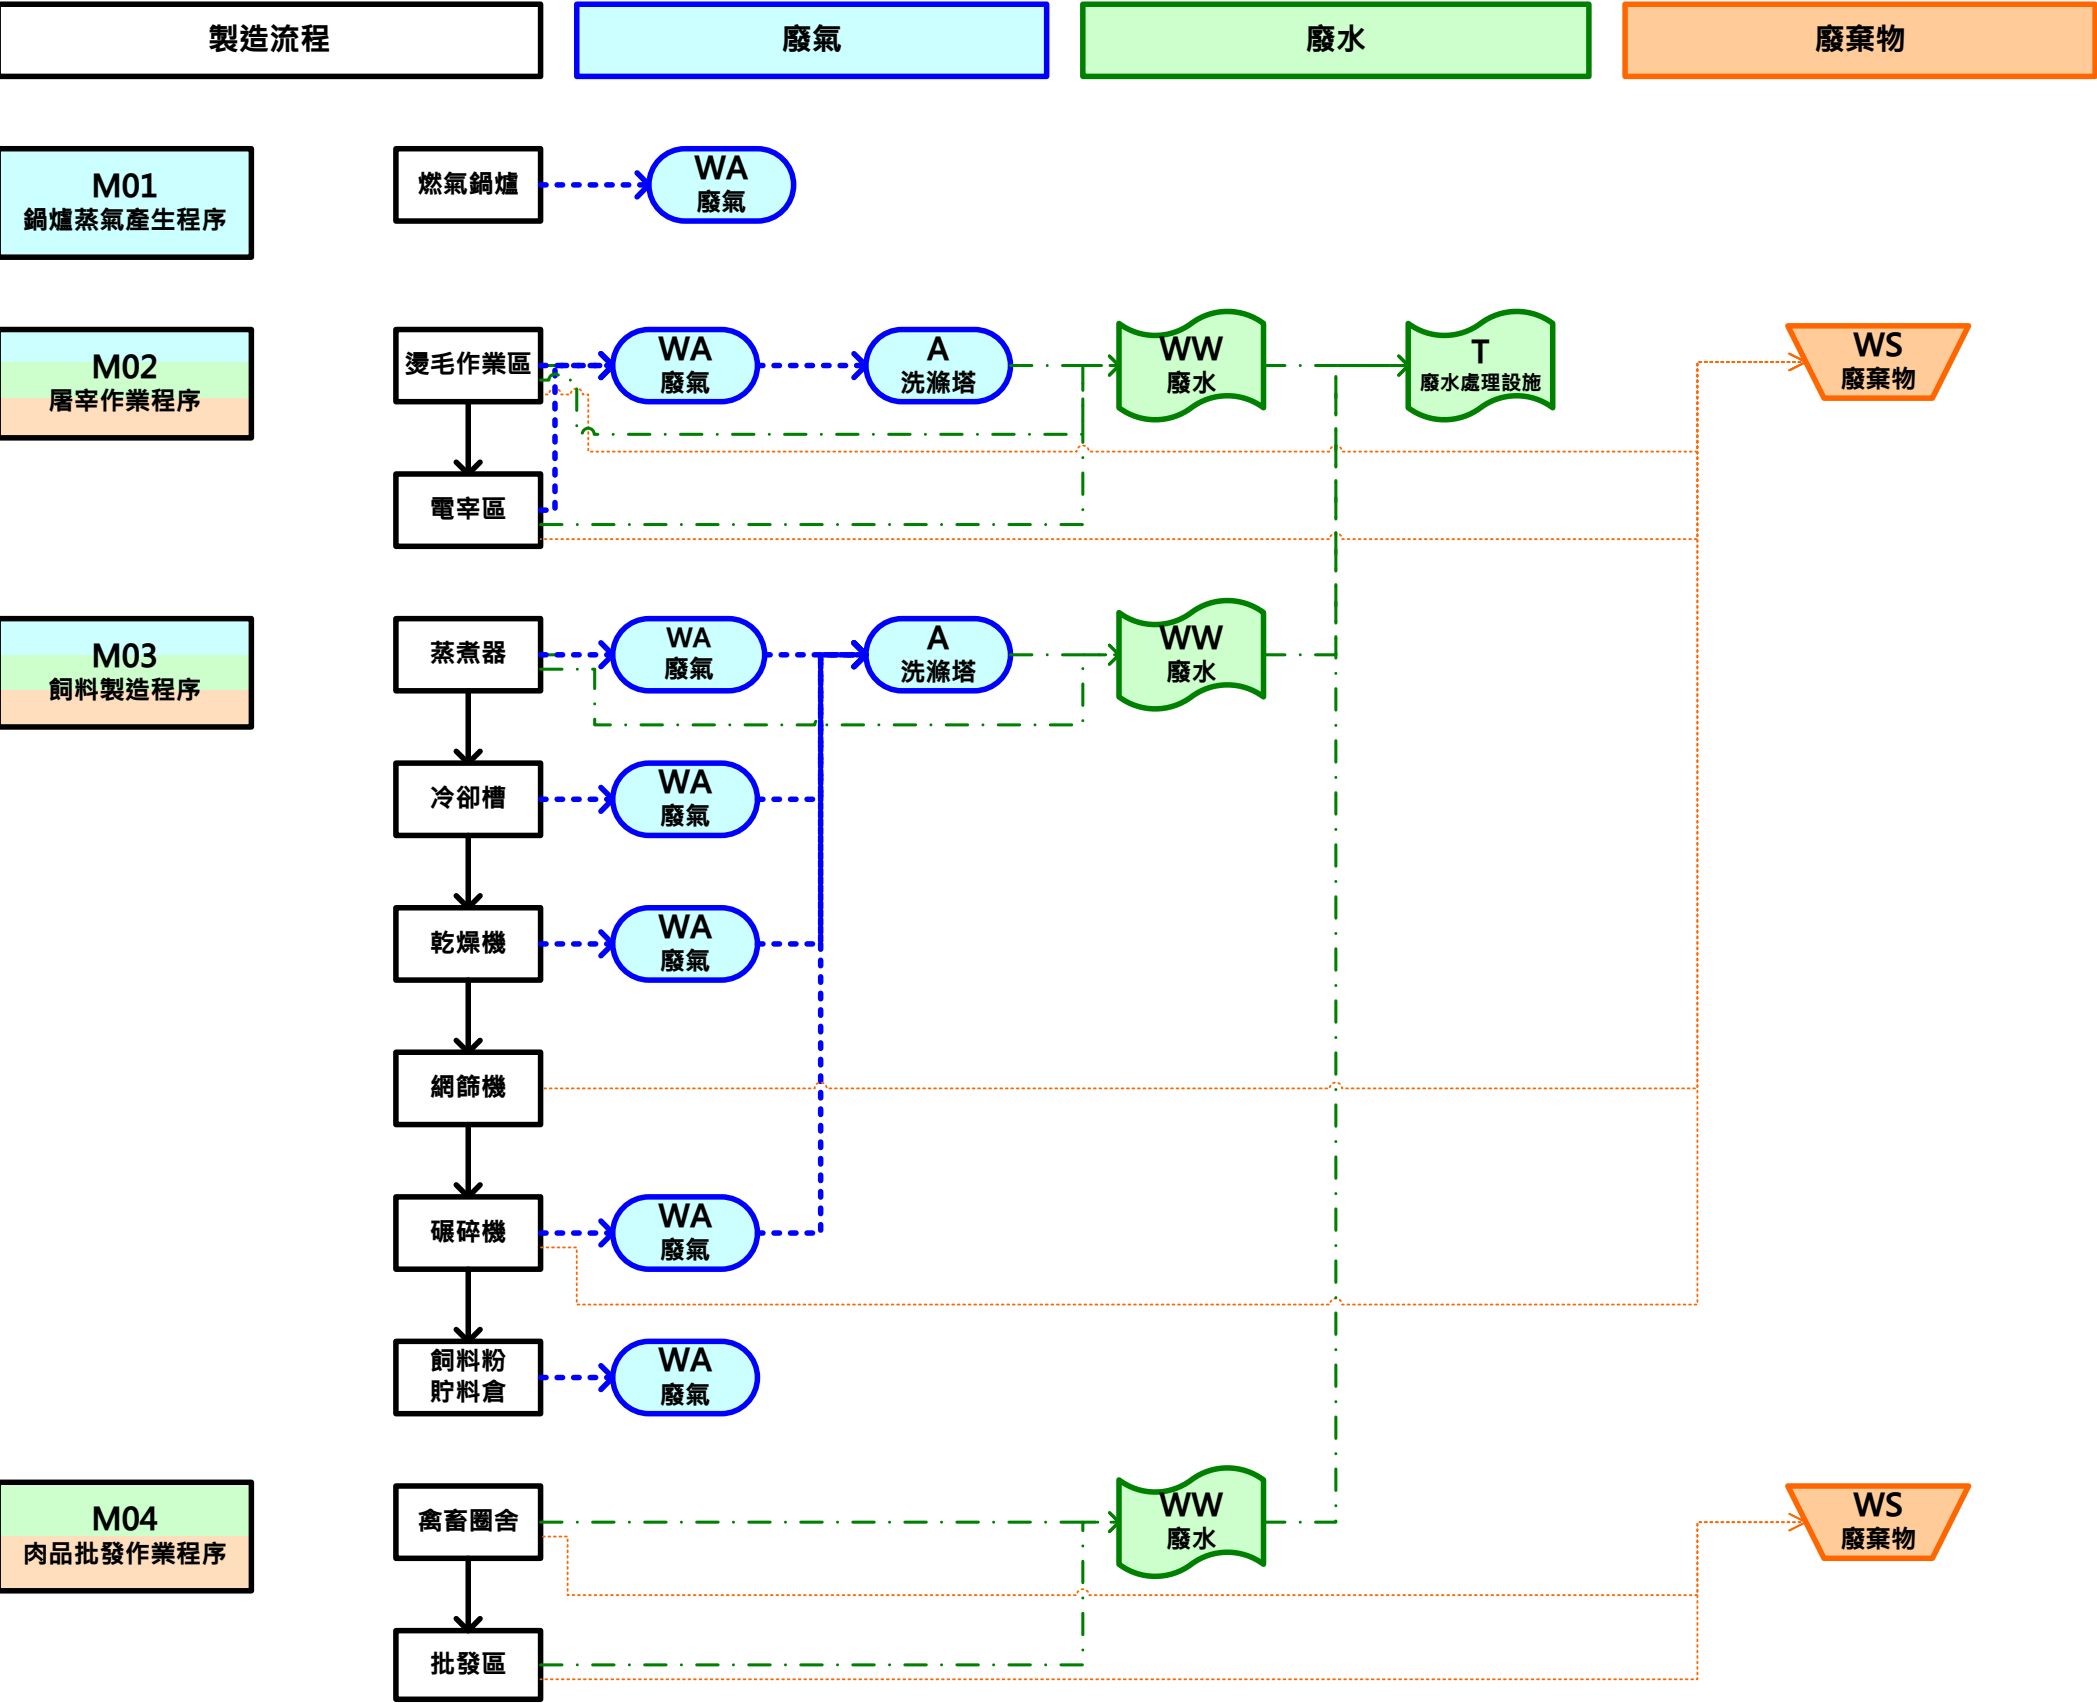 製造流程
廢氣
廢水
廢棄物
M01
鍋爐蒸氣產生程序
燃氣鍋爐
WA
廢氣
M02
屠宰作業程序
燙毛作業區
WA
廢氣
A
洗滌塔
WW
廢水
T
廢水處理設施
WS
廢棄物
電宰區
M03
飼料製造程序
蒸煮器
WA
廢氣
A
洗滌塔
WW
廢水
冷卻槽
WA
廢氣
乾燥機
WA
廢氣
網篩機
碾碎機
WA
廢氣
飼料粉
貯料倉
WA
廢氣
M04
肉品批發作業程序
禽畜圈舍
WW
廢水
WS
廢棄物
批發區